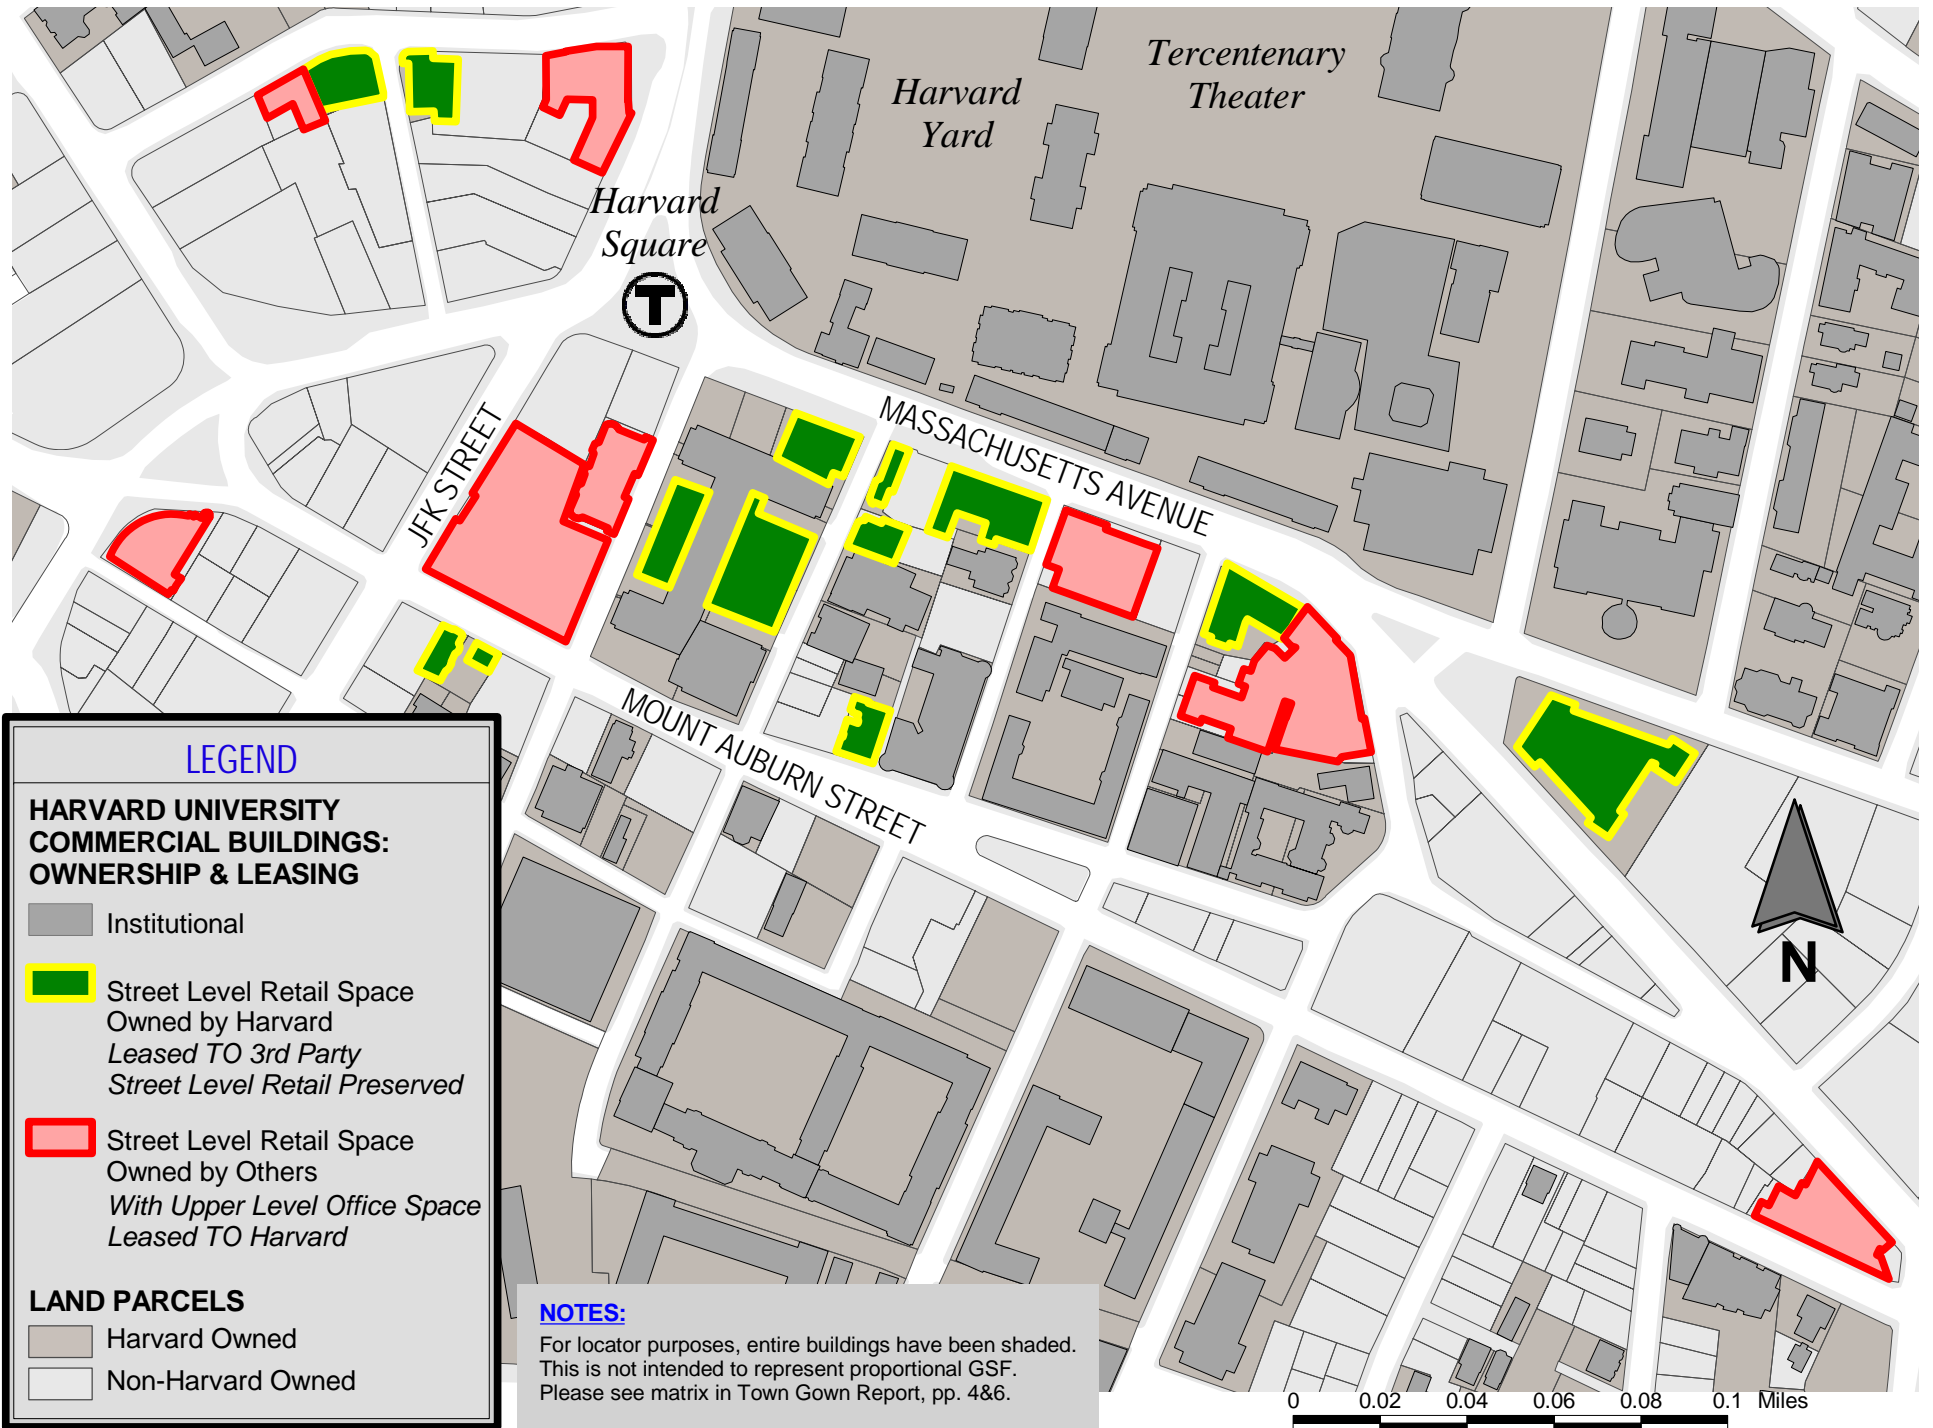 Tercentenary
Theater
Harvard
Yard
Harvard
Square
T
MASSACHUSETTS AVENUE
JFK STREET
MOUNT AUBURN STREET
LEGEND
HARVARD UNIVERSITY
COMMERCIAL BUILDINGS:
OWNERSHIP & LEASING
Institutional
Street Level Retail Space
Owned by Harvard
Leased TO 3rd Party
Street Level Retail Preserved
Street Level Retail Space
Owned by Others
With Upper Level Office Space
Leased TO Harvard
LAND PARCELS
Harvard Owned
Non-Harvard Owned
NOTES:
For locator purposes, entire buildings have been shaded.
This is not intended to represent proportional GSF.
Please see matrix in Town Gown Report, pp. 4&6.
N
0 0.02 0.04 0.06 0.08 0.1 Miles